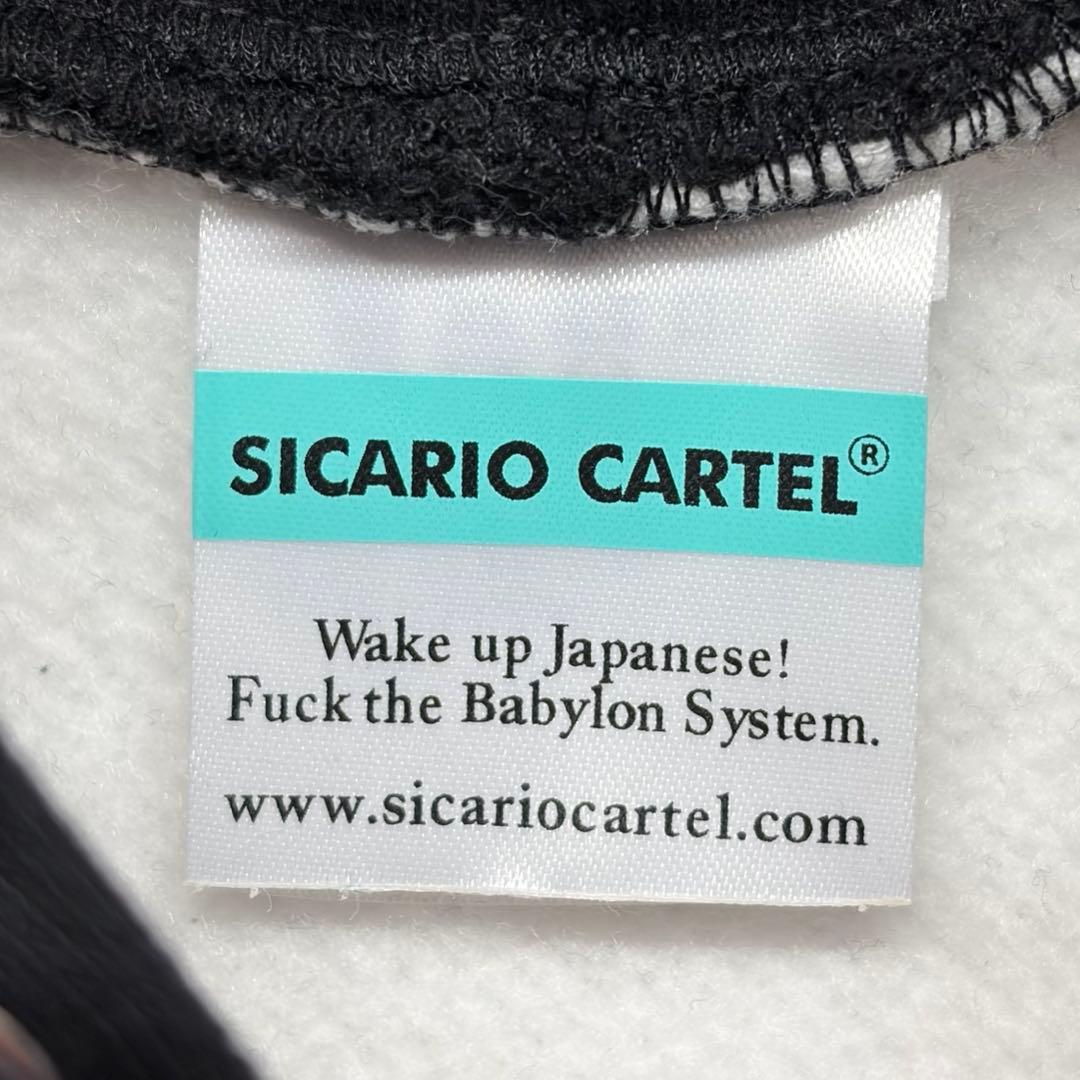 SICARIO CARTEL®
Wake up Japanese!
Fuck the Babylon System.
www.sicariocartel.com